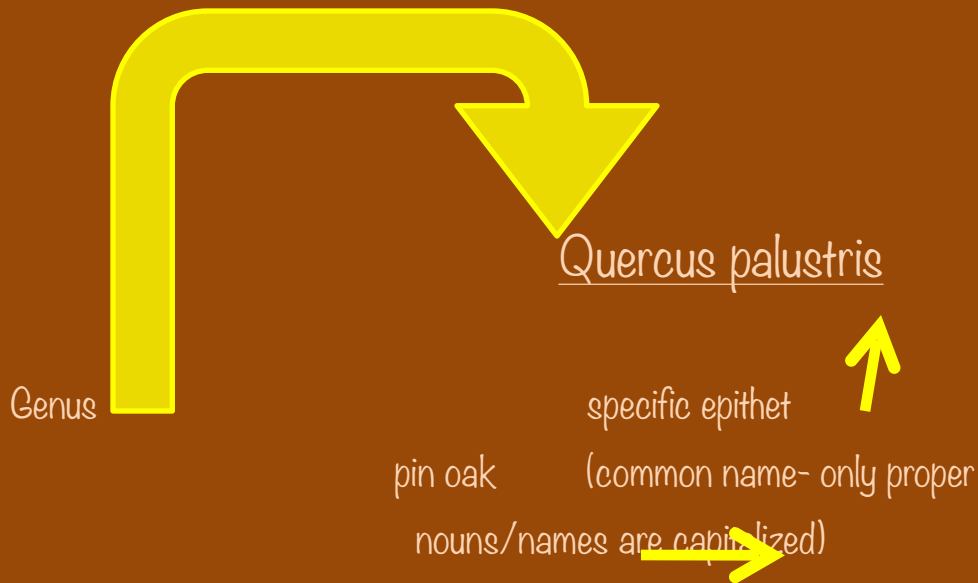 Quercus palustris
Genus specific epithet
pin oak (common name- only proper
nouns/names are capitalized)